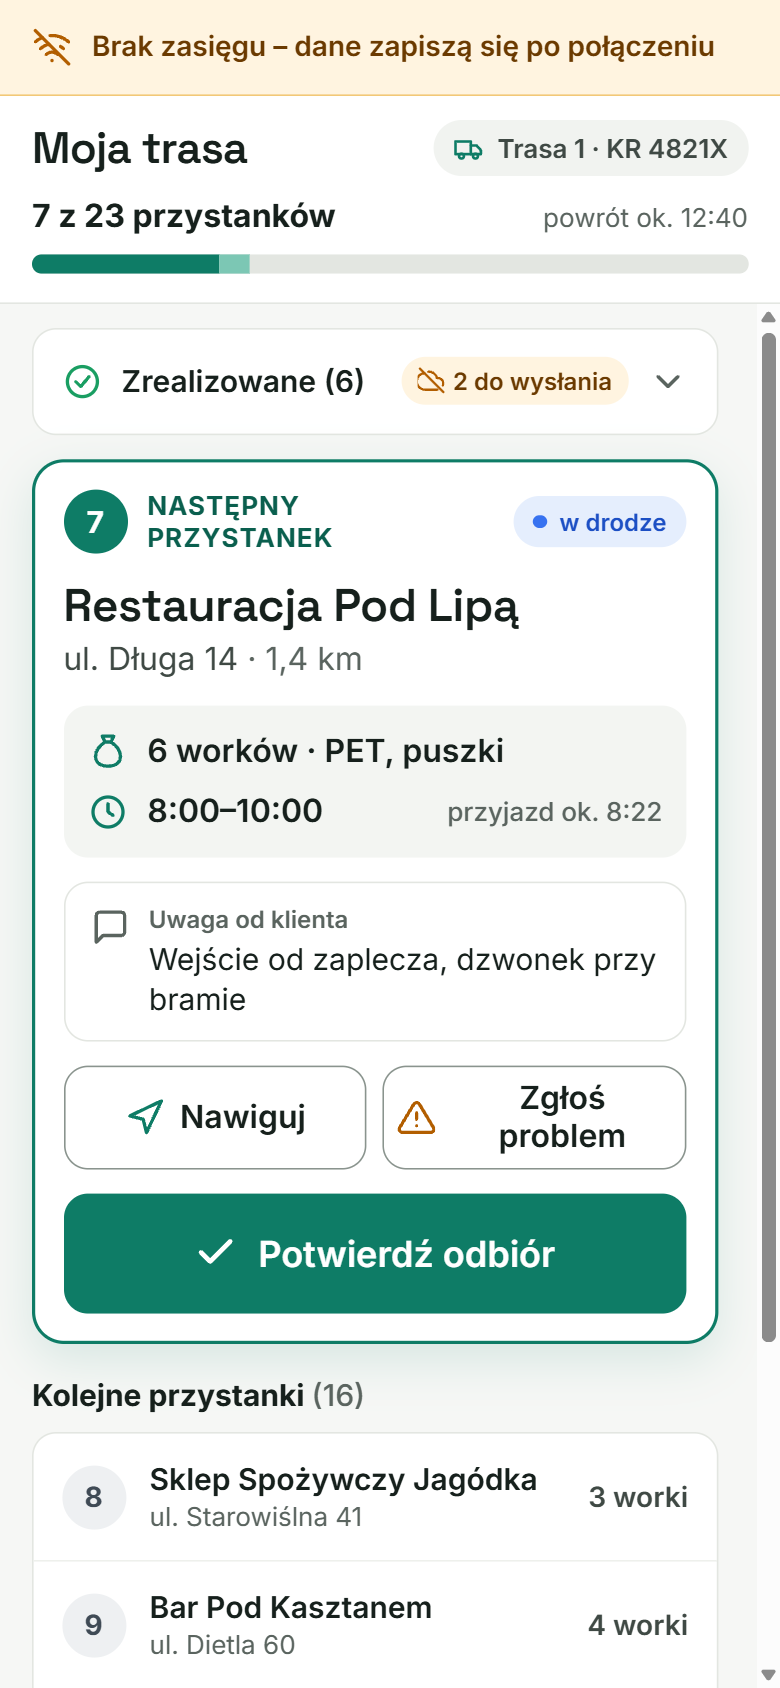 Brak zasięgu – dane zapiszą się po połączeniu
Moja trasa
Trasa 1 · KR 4821X
7 z 23 przystanków
powrót ok. 12:40
Zrealizowane (6)
2 do wysłania
7
NASTĘPNY
PRZYSTANEK
w drodze
Restauracja Pod Lipą
ul. Długa 14 · 1,4 km
6 worków · PET, puszki
8:00–10:00
przyjazd ok. 8:22
Uwaga od klienta
Wejście od zaplecza, dzwonek przy
bramie
Nawiguj
Zgłoś
problem
Potwierdź odbiór
Kolejne przystanki (16)
8
Sklep Spożywczy Jagódka
ul. Starowiślna 41
3 worki
9
Bar Pod Kasztanem
ul. Dietla 60
4 worki